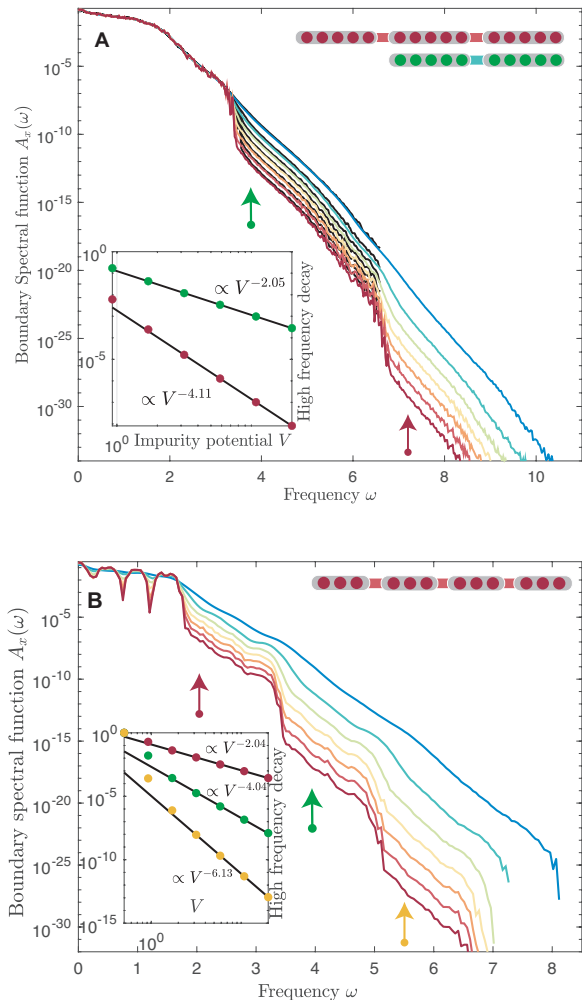 A
Boundary Spectral function A_x(ω)
10^-5
10^-10
10^-15
10^-20
10^-25
10^-30
10^0
10^-5
∝ V^-2.05
∝ V^-4.11
High frequency decay
10^0
10^0
Impurity potential V
0 2 4 6 8 10
Frequency ω
B
Boundary spectral function A_x(ω)
10^-5
10^-10
10^-15
10^-20
10^-25
10^-30
10^0
10^-5
10^-10
10^-15
∝ V^-2.04
∝ V^-4.04
∝ V^-6.13
High frequency decay
V
10^0
0 1 2 3 4 5 6 7 8
Frequency ω